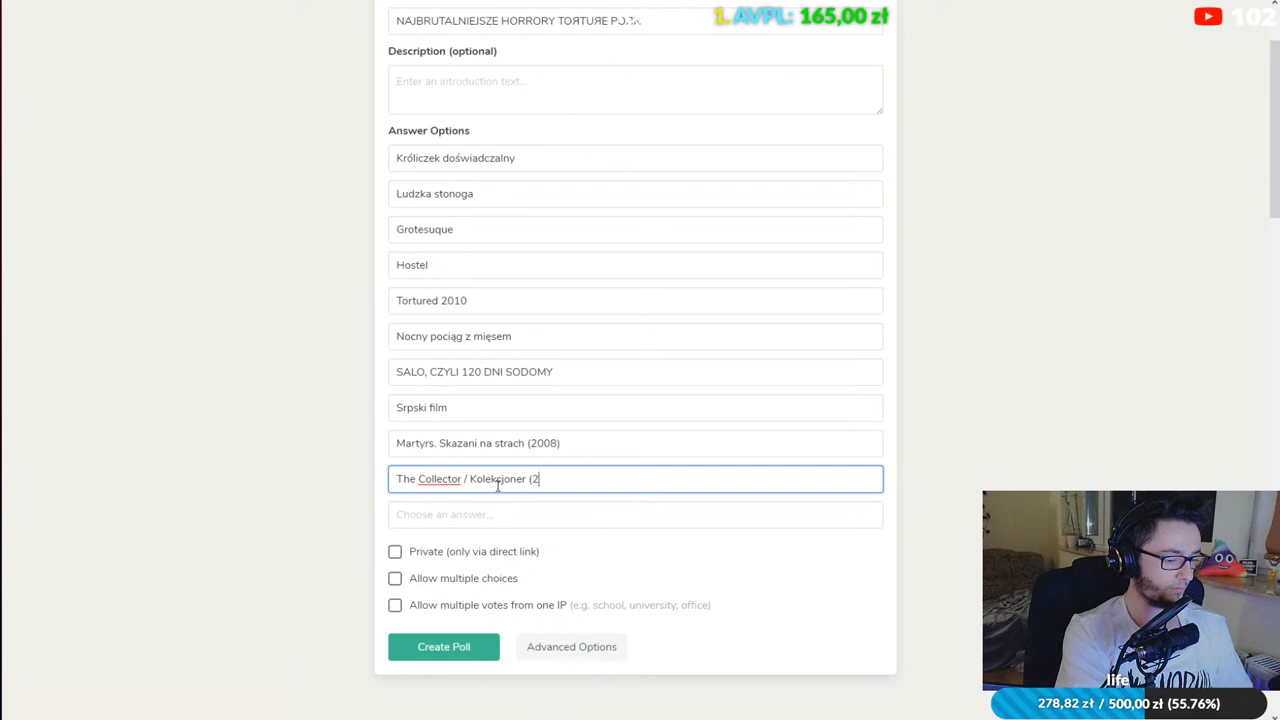 NAJBRUTALNIEJSZE HORRORY TORTURE
1. AVPL: 165,00 zł
102
Description (optional)
Enter an introduction text...
Answer Options
Króliczek doświadczalny
Ludzka stonoga
Grotesuque
Hostel
Tortured 2010
Nocny pociąg z mięsem
SALO, CZYLI 120 DNI SODOMY
Srpski film
Martyrs. Skazani na strach (2008)
The Collector / Kolekcjoner (2
Choose an answer...
Private (only via direct link)
Allow multiple choices
Allow multiple votes from one IP (e.g. school, university, office)
Create Poll
Advanced Options
life
278,82 zł / 500,00 zł (55.76%)